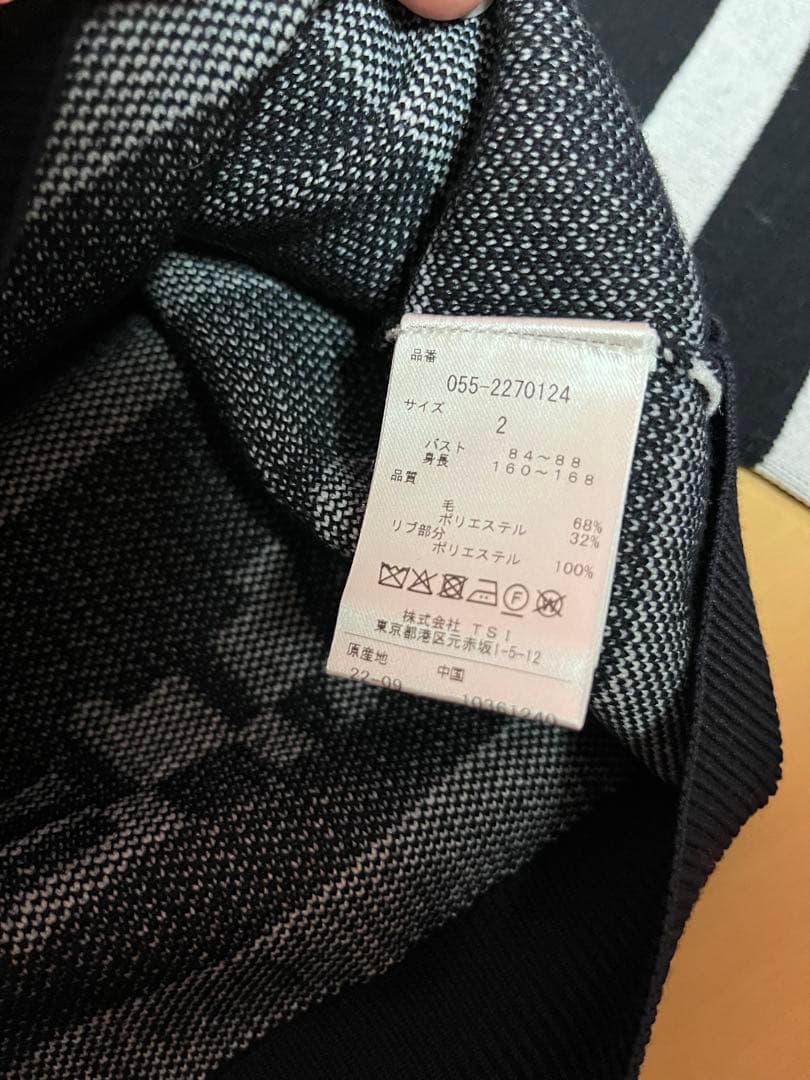 品番
055-2270124
サイズ
2
バスト 84～88
身長 160～168
品質
毛 68%
ポリエステル 32%
リブ部分
ポリエステル 100%
F
W
株式会社 TSI
東京都港区元赤坂1-5-12
原産地 中国
22-09 10361240